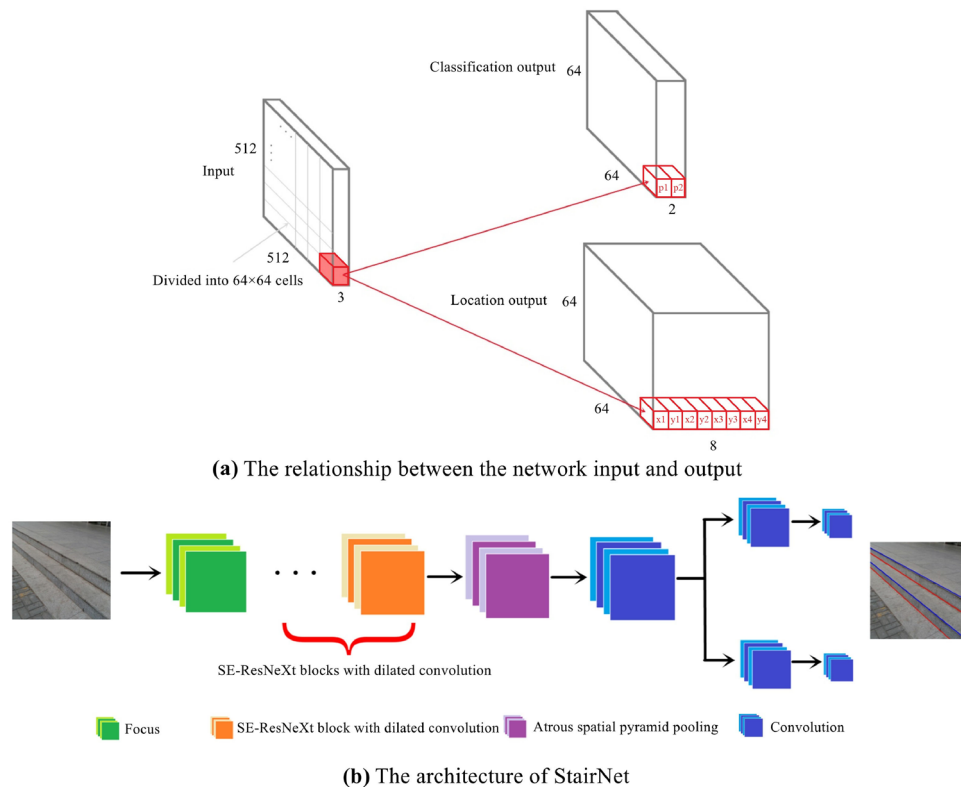 Classification output
64
64
p1 p2
2
512
Input
512
Divided into 64×64 cells
3
Location output
64
64
x1 y1 x2 y2 x3 y3 x4 y4
8
(a) The relationship between the network input and output
SE-ResNeXt blocks with dilated convolution
Focus
SE-ResNeXt block with dilated convolution
Atrous spatial pyramid pooling
Convolution
(b) The architecture of StairNet